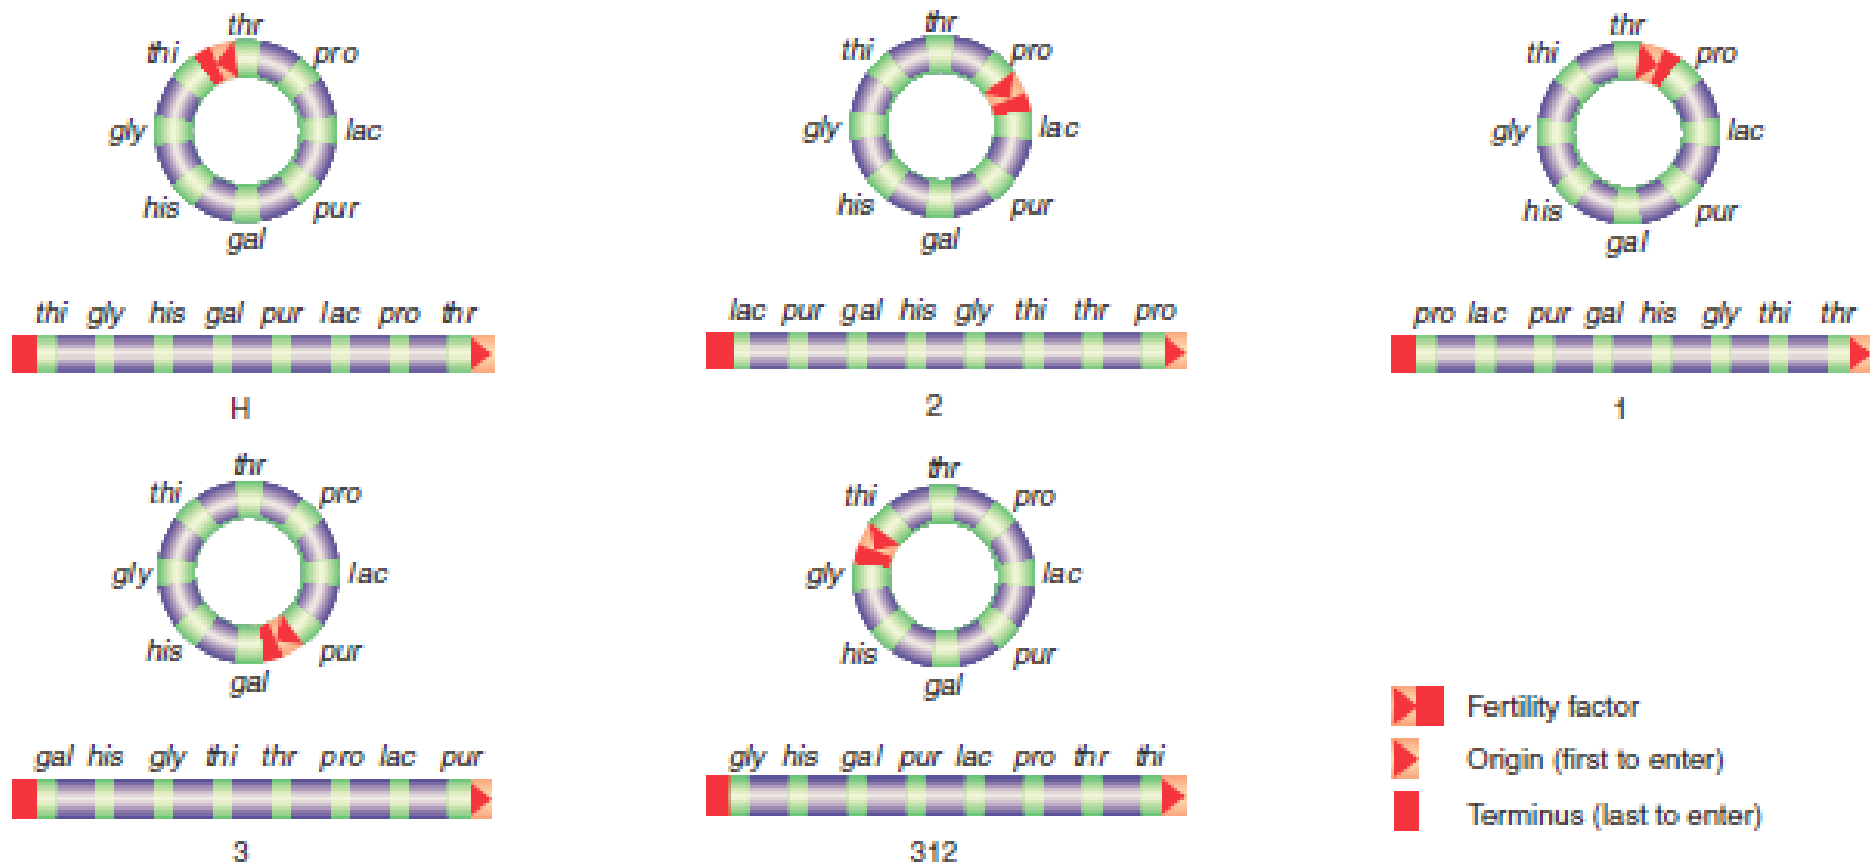 thr
thi pro
gly lac
his pur
gal
thi gly his gal pur lac pro thr
H
thr
thi pro
gly lac
his pur
gal
lac pur gal his gly thi thr pro
2
thr
thi pro
gly lac
his pur
gal
pro lac pur gal his gly thi thr
1
thr
thi pro
gly lac
his pur
gal
gal his gly thi thr pro lac pur
3
thr
thi pro
gly lac
his pur
gal
gly his gal pur lac pro thr thi
312
Fertility factor
Origin (first to enter)
Terminus (last to enter)